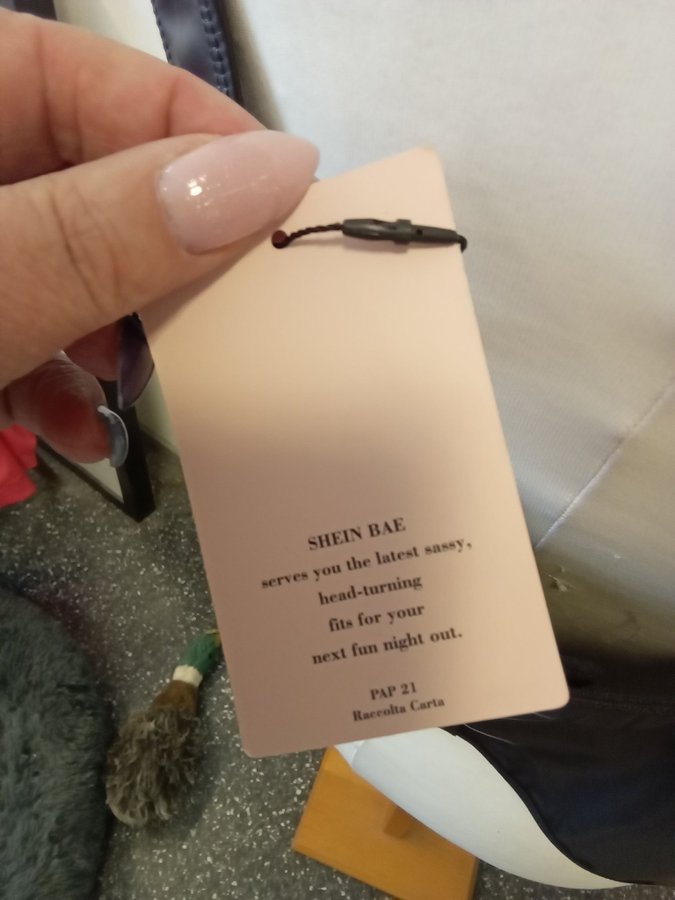 SHEIN BAE
serves you the latest sassy,
head-turning
fits for your
next fun night out.
PAP 21
Raccolta Carta